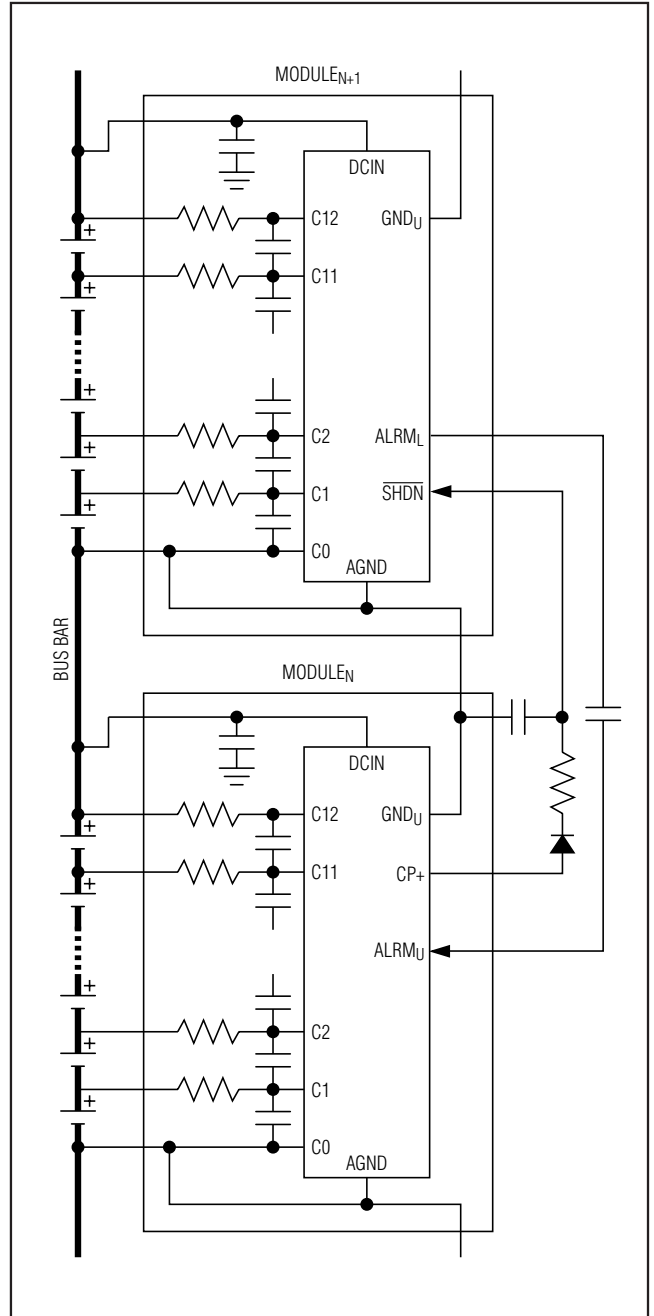 MODULEN+1
DCIN
C12
GNDU
+
C11
+
+
C2
ALRML
+
C1
SHDN
+
C0
AGND
BUS BAR
MODULEN
DCIN
C12
GNDU
+
C11
CP+
+
ALRMU
+
C2
+
C1
+
C0
AGND